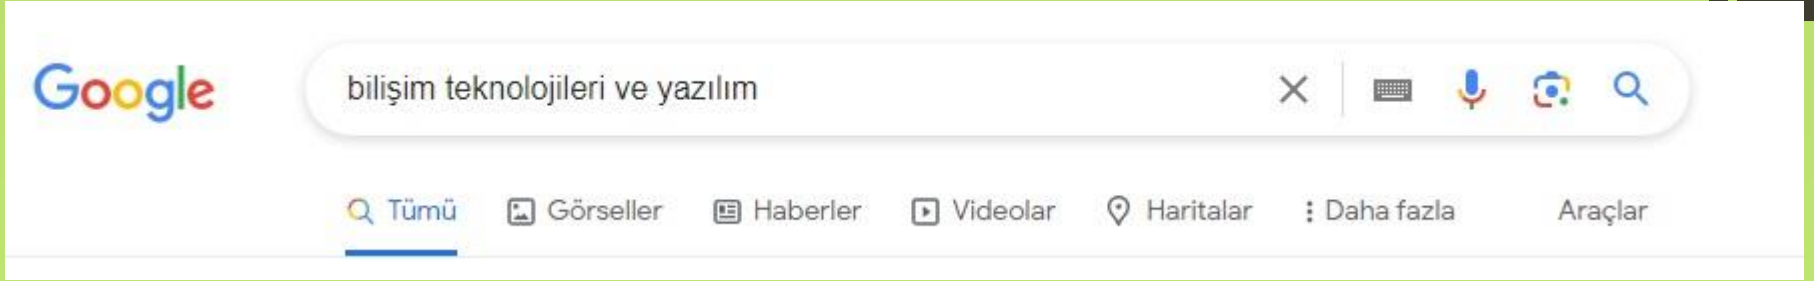 Google bilişim teknolojileri ve yazılım
Tümü Görseller Haberler Videolar Haritalar Daha fazla Araçlar